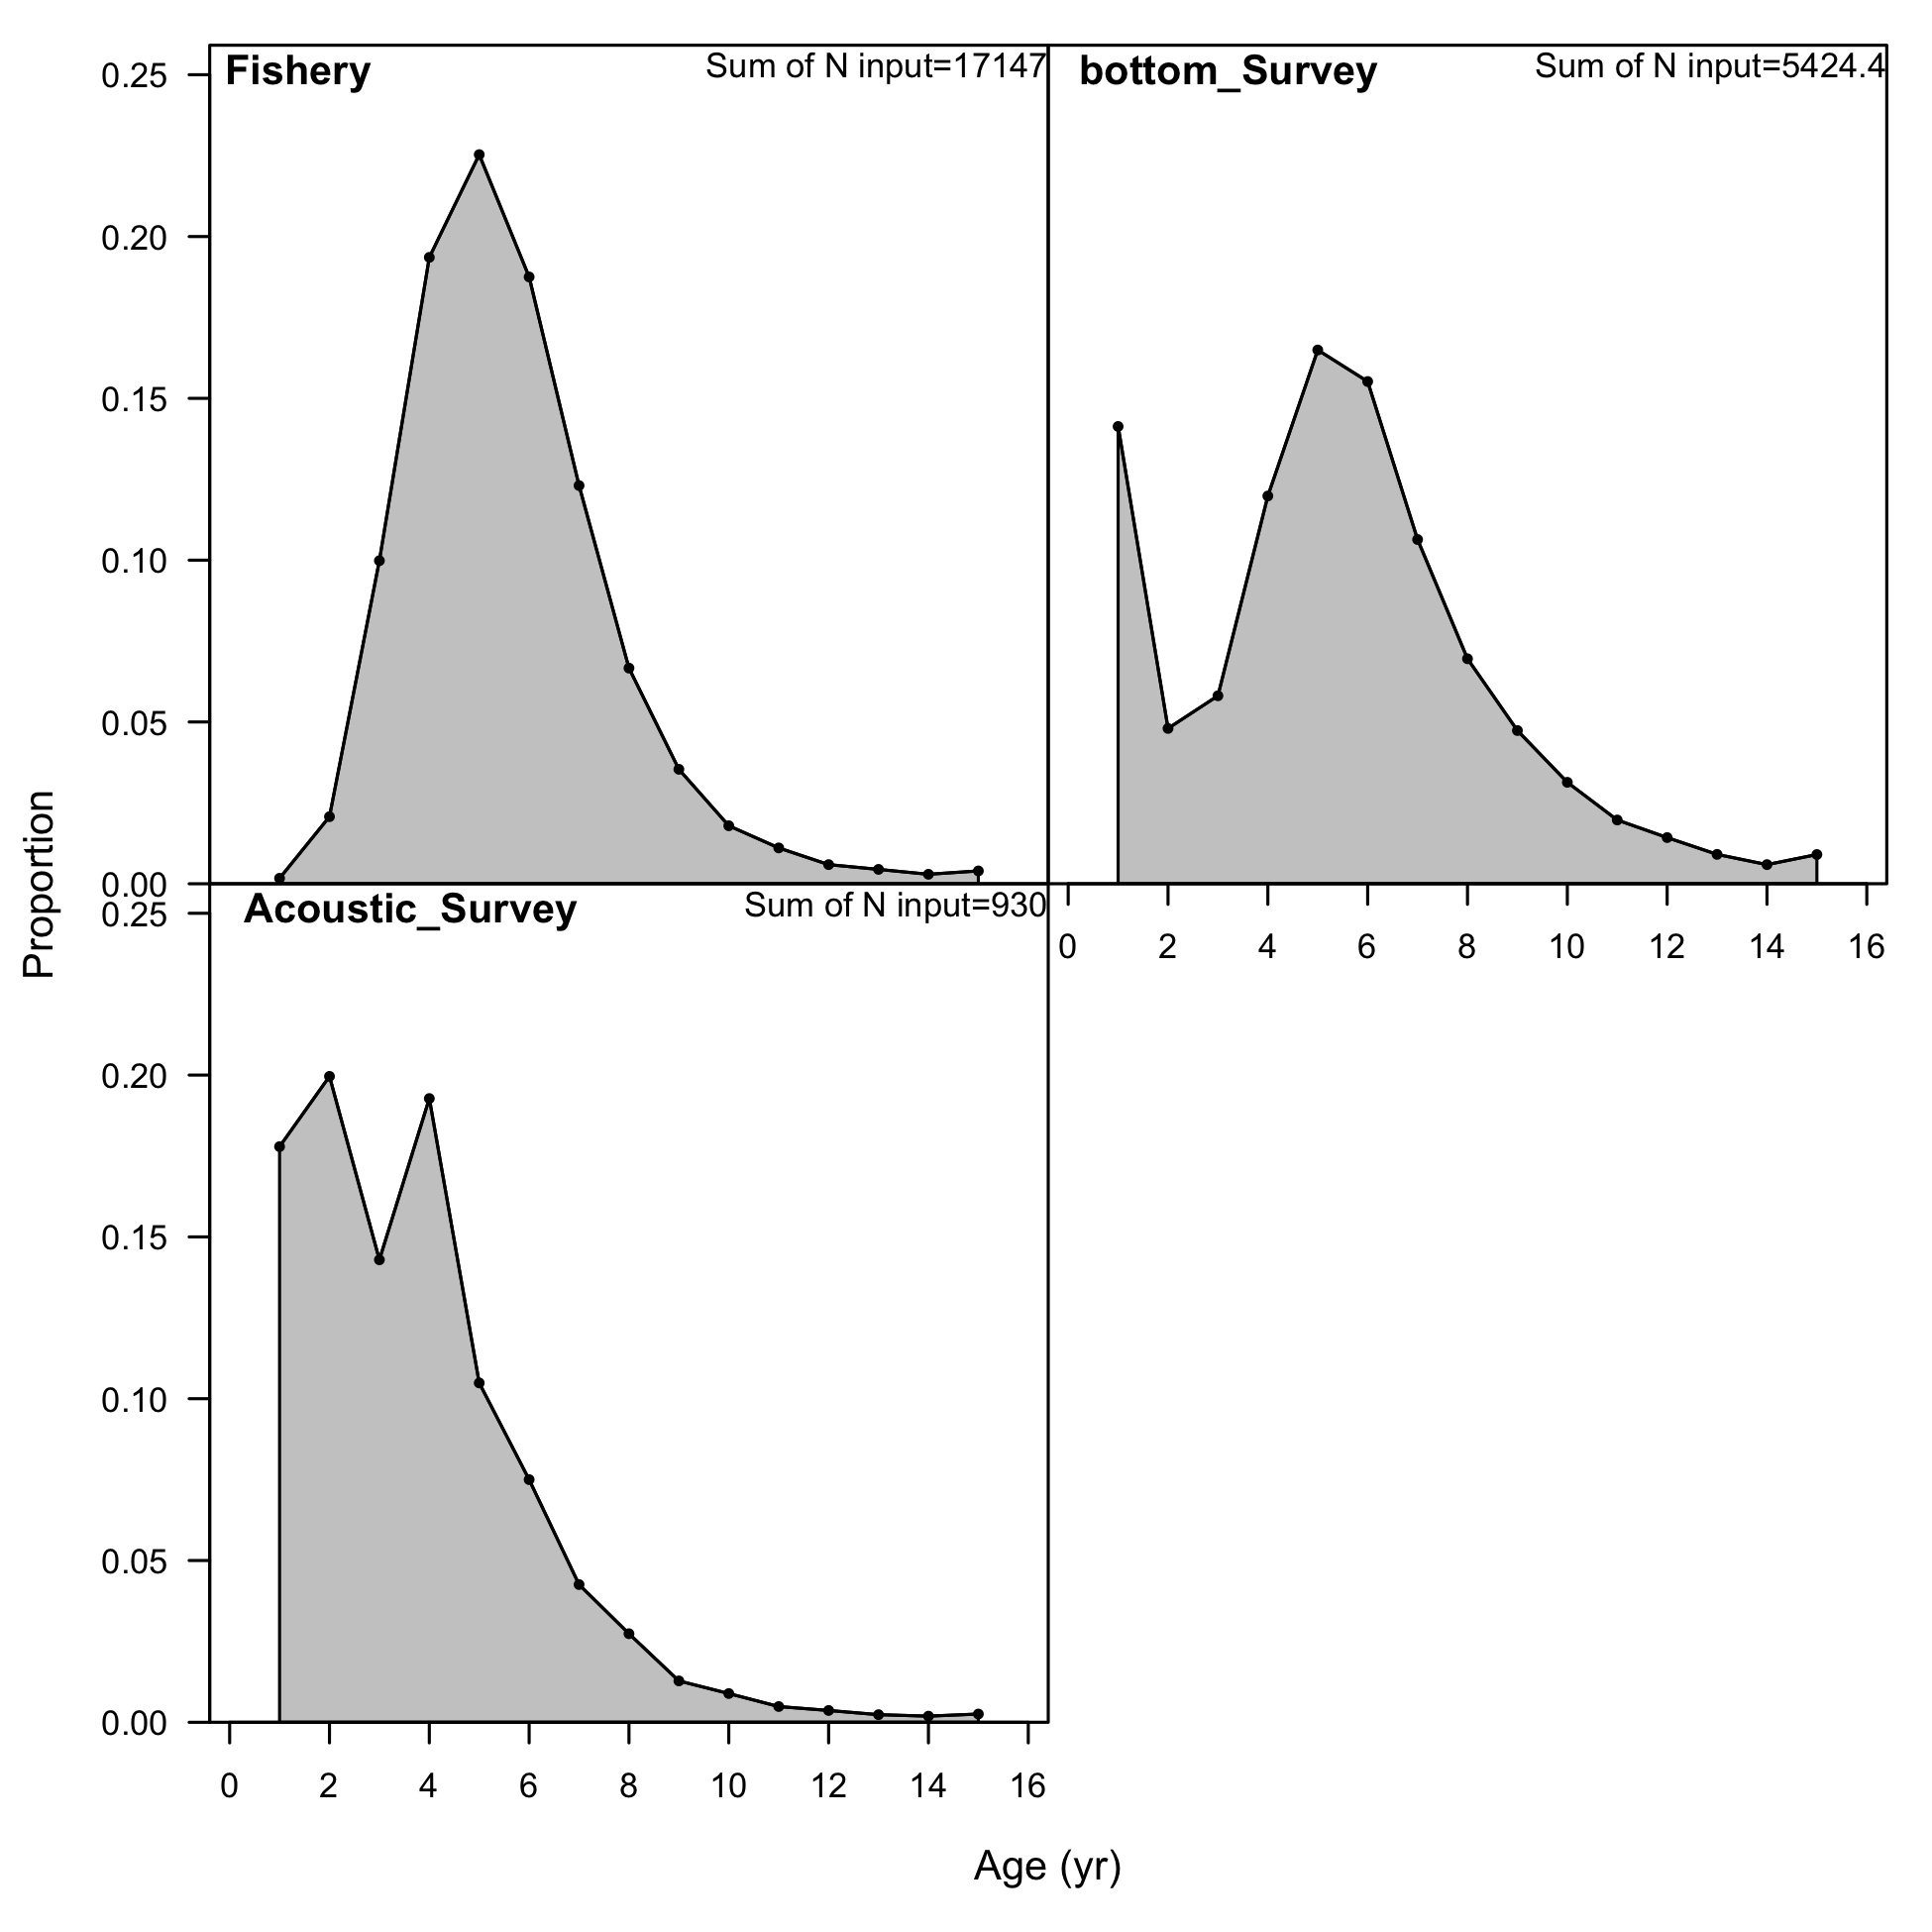 Proportion
Fishery
Sum of N input=17147
0.25
0.20
0.15
0.10
0.05
0.00
bottom_Survey
Sum of N input=5424.4
0 2 4 6 8 10 12 14 16
Acoustic_Survey
Sum of N input=930
0.25
0.20
0.15
0.10
0.05
0.00
0 2 4 6 8 10 12 14 16
Age (yr)